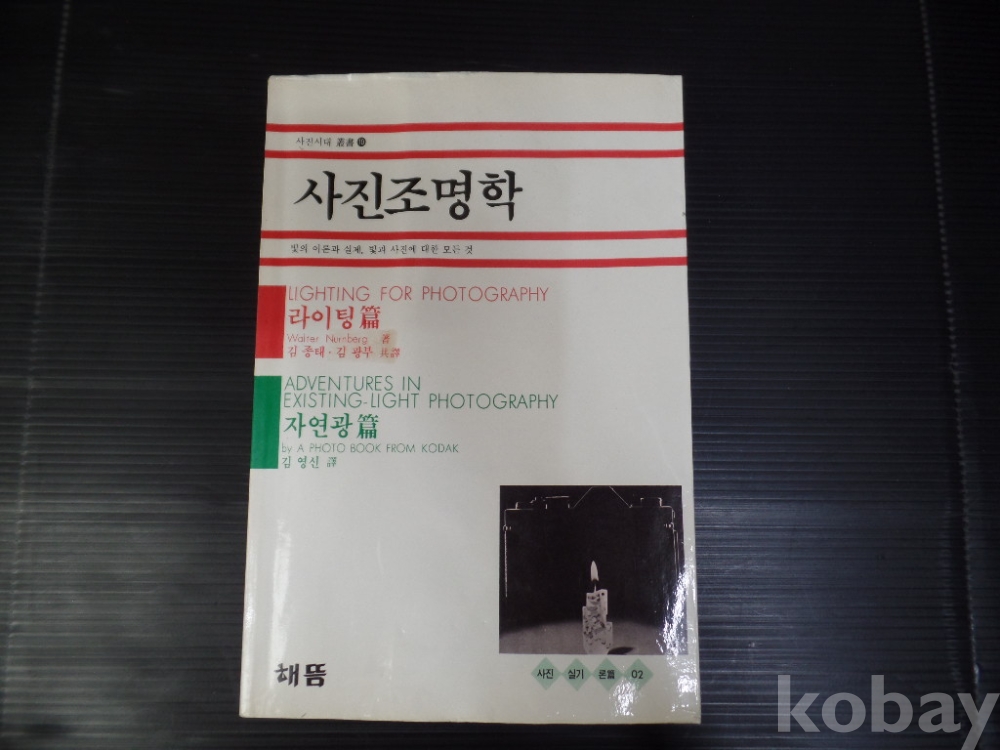 사진시대 叢書 10
사진조명학
빛의 이론과 실제, 빛과 사진에 대한 모든 것
LIGHTING FOR PHOTOGRAPHY
라이팅篇
Walter Nurnberg 著
김 종태 · 김 광부 共譯
ADVENTURES IN
EXISTING-LIGHT PHOTOGRAPHY
자연광篇
by A PHOTO BOOK FROM KODAK
김 영신 譯
해뜸
사진 실기 론叢 02
kobay